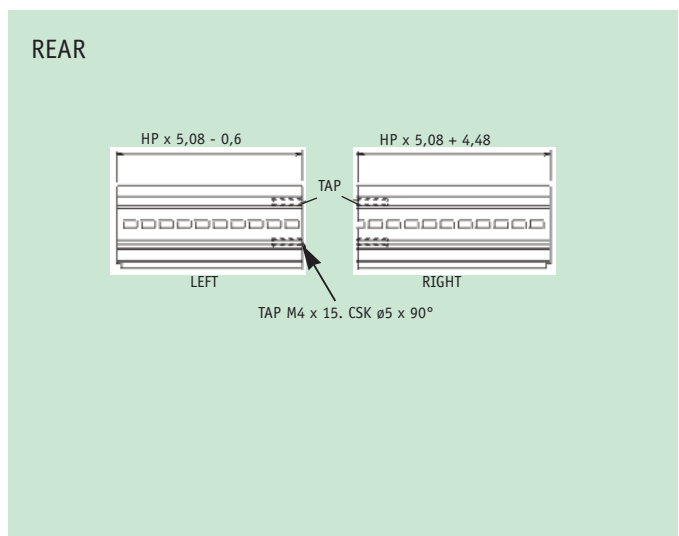 REAR
HP x 5,08 - 0,6
HP x 5,08 + 4,48
TAP
LEFT
RIGHT
TAP M4 x 15. CSK ø5 x 90°